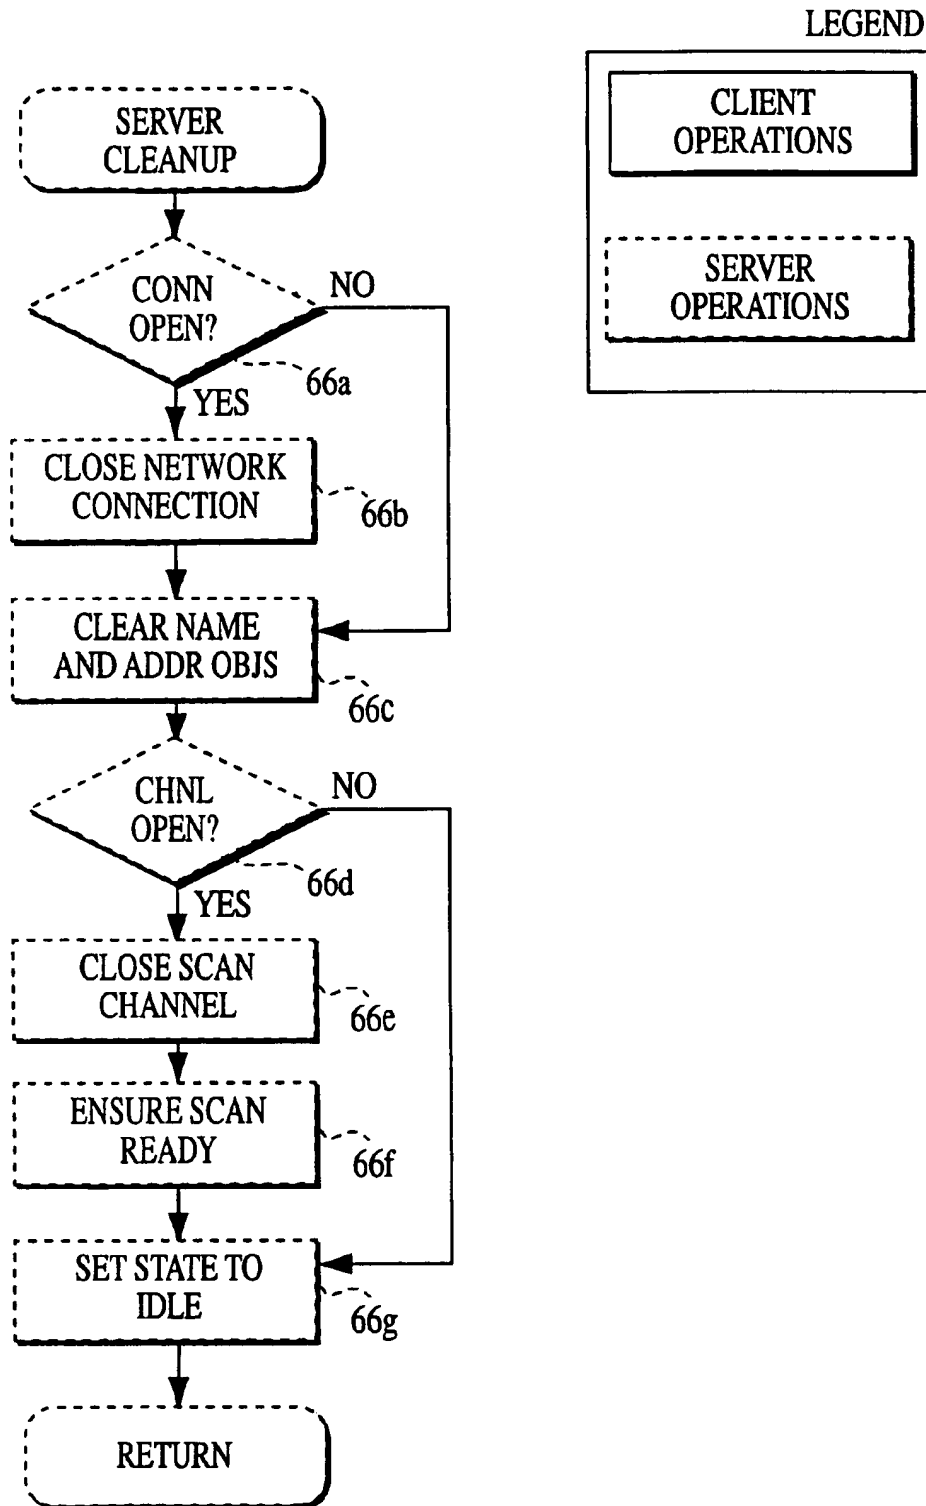 LEGEND
CLIENT
OPERATIONS
SERVER
OPERATIONS
SERVER
CLEANUP
CONN
OPEN?
NO
66a
YES
CLOSE NETWORK
CONNECTION
66b
CLEAR NAME
AND ADDR OBJS
66c
CHNL
OPEN?
NO
66d
YES
CLOSE SCAN
CHANNEL
66e
ENSURE SCAN
READY
66f
SET STATE TO
IDLE
66g
RETURN